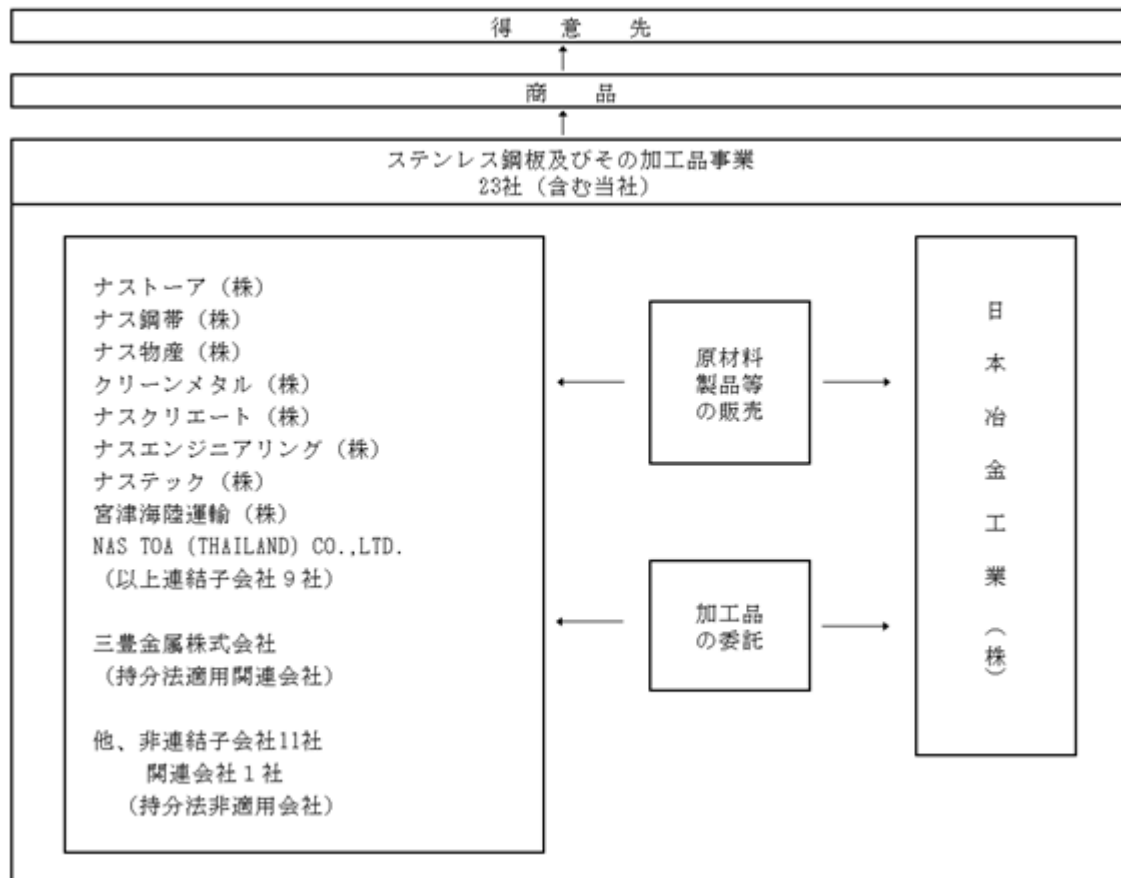 得意先
商品
ステンレス鋼板及びその加工品事業
23社（含む当社）
ナストーア（株）
ナス鋼帯（株）
ナス物産（株）
クリーンメタル（株）
ナスクリエート（株）
ナスエンジニアリング（株）
ナステック（株）
宮津海陸運輸（株）
NAS TOA (THAILAND) CO.,LTD.
（以上連結子会社９社）
三豊金属株式会社
（持分法適用関連会社）
他、非連結子会社11社
関連会社１社
（持分法非適用会社）
原材料
製品等
の販売
加工品
の委託
日本冶金工業（株）